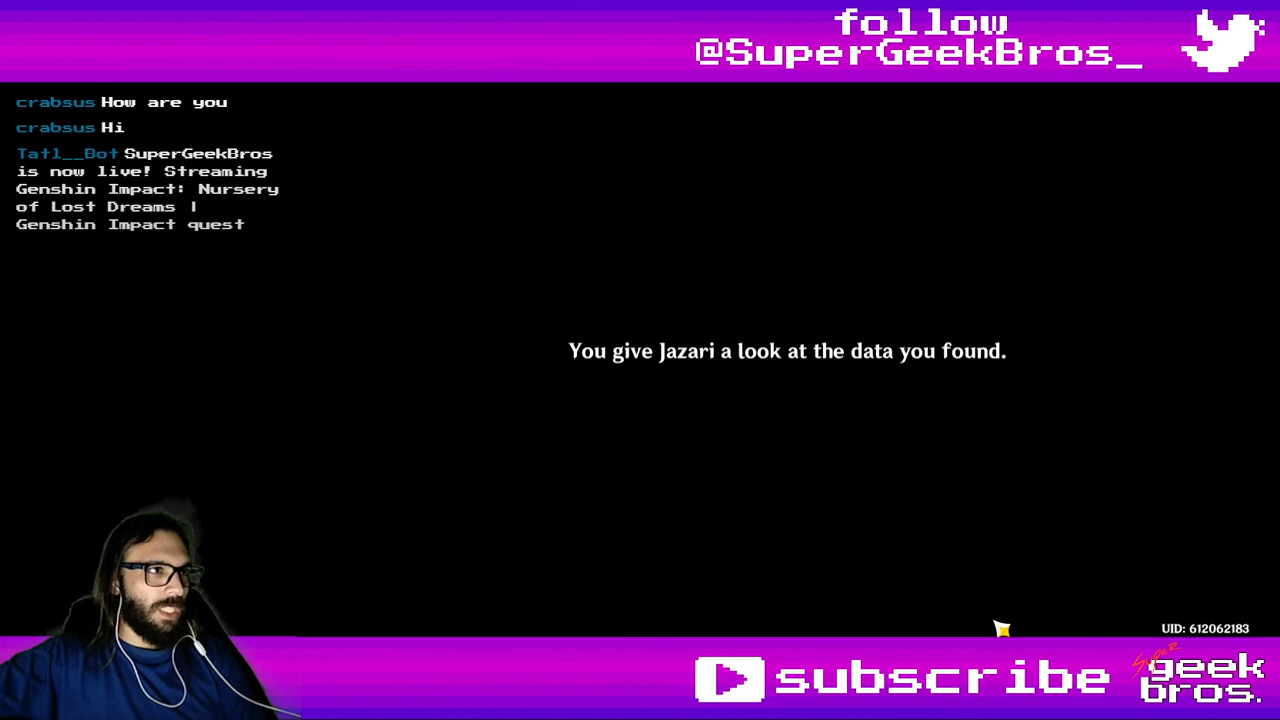 follow
@SuperGeekBros_
crabsus How are you
crabsus Hi
Tatl__Bot SuperGeekBros
is now live! Streaming
Genshin Impact: Nursery
of Lost Dreams |
Genshin Impact quest
You give Jazari a look at the data you found.
UID: 612062183
subscribe
SUPER
geek
bros.